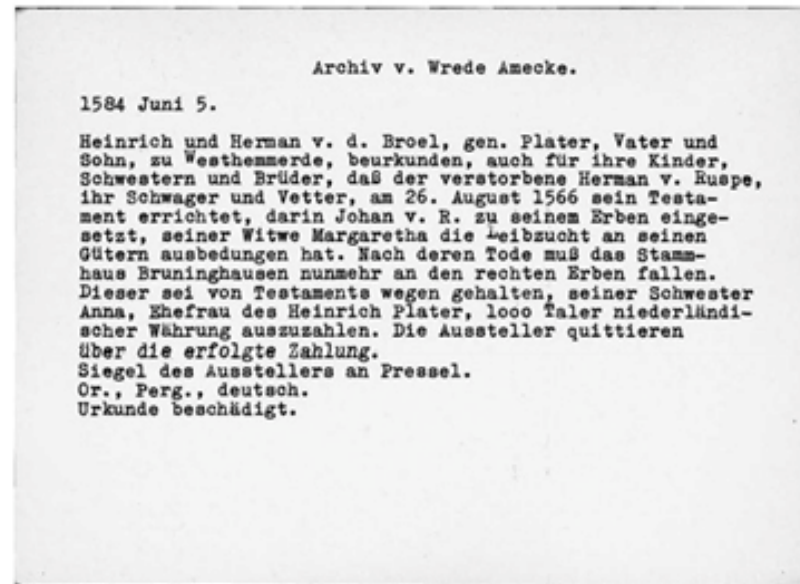 Archiv v. Wrede Amecke.
1584 Juni 5.
Heinrich und Herman v. d. Broel, gen. Plater, Vater und
Sohn, zu Westhemmerde, beurkunden, auch für ihre Kinder,
Schwestern und Brüder, daß der verstorbene Herman v. Ruspe,
ihr Schwager und Vetter, am 26. August 1566 sein Testa-
ment errichtet, darin Johan v. R. zu seinem Erben einge-
setzt, seiner Witwe Margaretha die Leibzucht an seinen
Gütern ausbedungen hat. Nach deren Tode muß das Stamm-
haus Bruninghausen nunmehr an den rechten Erben fallen.
Dieser sei von Testaments wegen gehalten, seiner Schwester
Anna, Ehefrau des Heinrich Plater, 1ooo Taler niederländi-
scher Währung auszuzahlen. Die Aussteller quittieren
über die erfolgte Zahlung.
Siegel des Ausstellers an Pressel.
Or., Perg., deutsch.
Urkunde beschädigt.